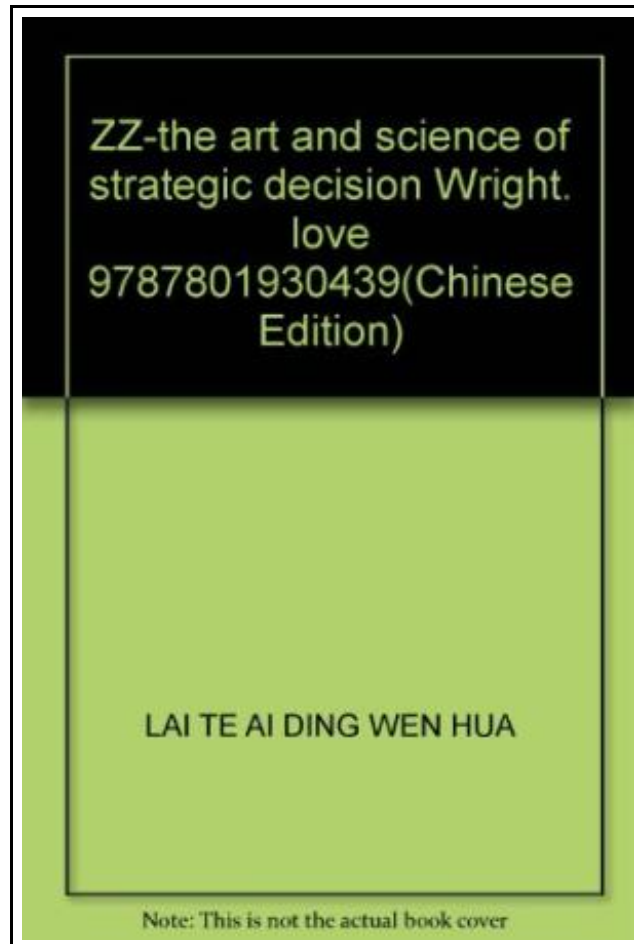 ZZ-the art and science of
strategic decision Wright.
love
9787801930439(Chinese
Edition)
LAI TE AI DING WEN HUA
Note: This is not the actual book cover